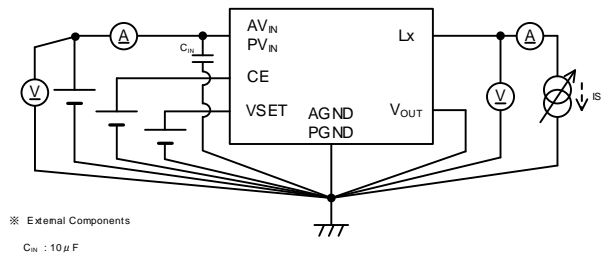 A
AV_IN
PV_IN
Lx
A
C_IN
CE
V
VSET
AGND
PGND
V_OUT
V
IS
※ External Components
C_IN : 10μF